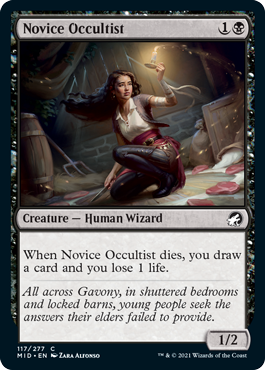 Novice Occultist 1
Creature — Human Wizard
When Novice Occultist dies, you draw
a card and you lose 1 life.
All across Gavony, in shuttered bedrooms
and locked barns, young people seek the
answers their elders failed to provide.
1/2
117/277 C
MID • EN ZARA ALFONSO
™ & © 2021 Wizards of the Coast